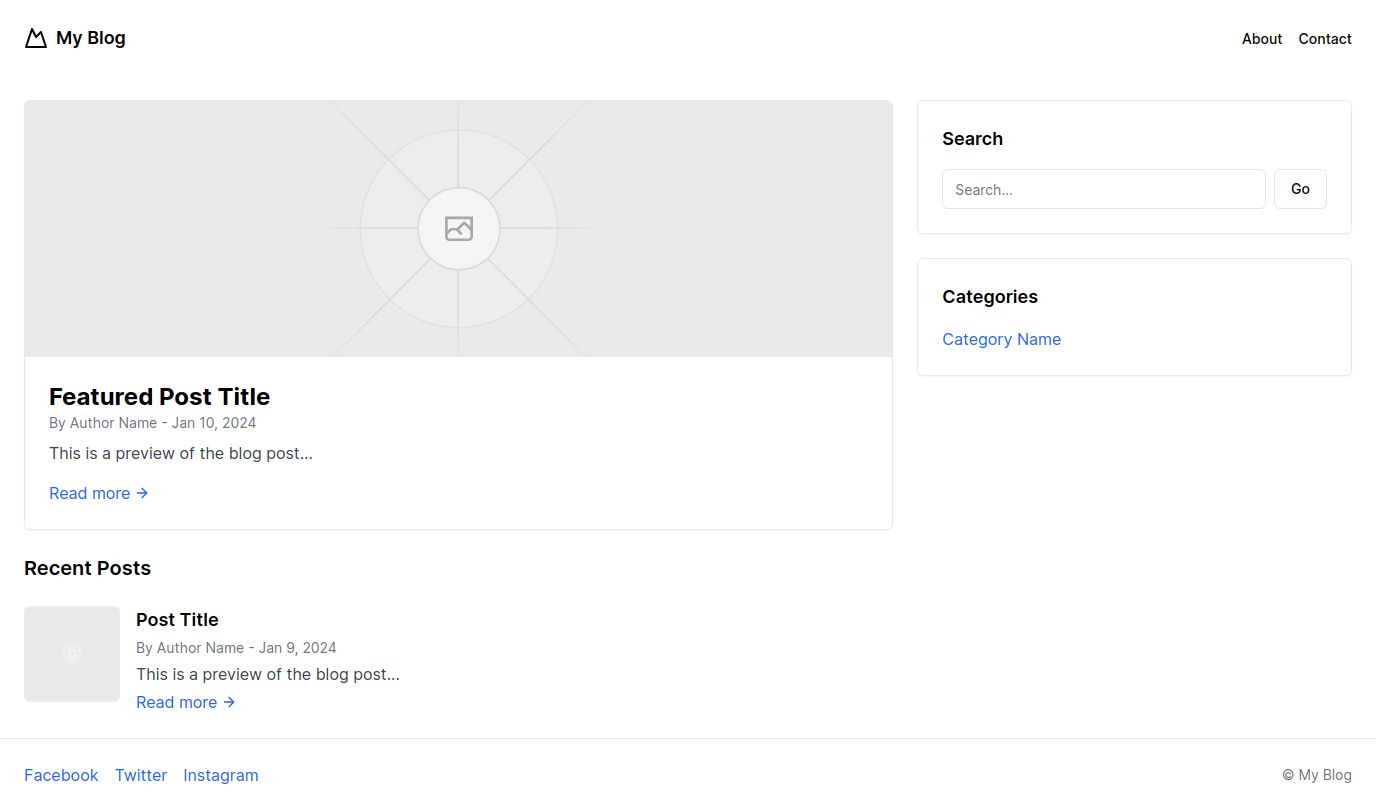 My Blog
About
Contact
Featured Post Title
By Author Name - Jan 10, 2024
This is a preview of the blog post...
Read more →
Search
Search...
Go
Categories
Category Name
Recent Posts
Post Title
By Author Name - Jan 9, 2024
This is a preview of the blog post...
Read more →
Facebook
Twitter
Instagram
© My Blog